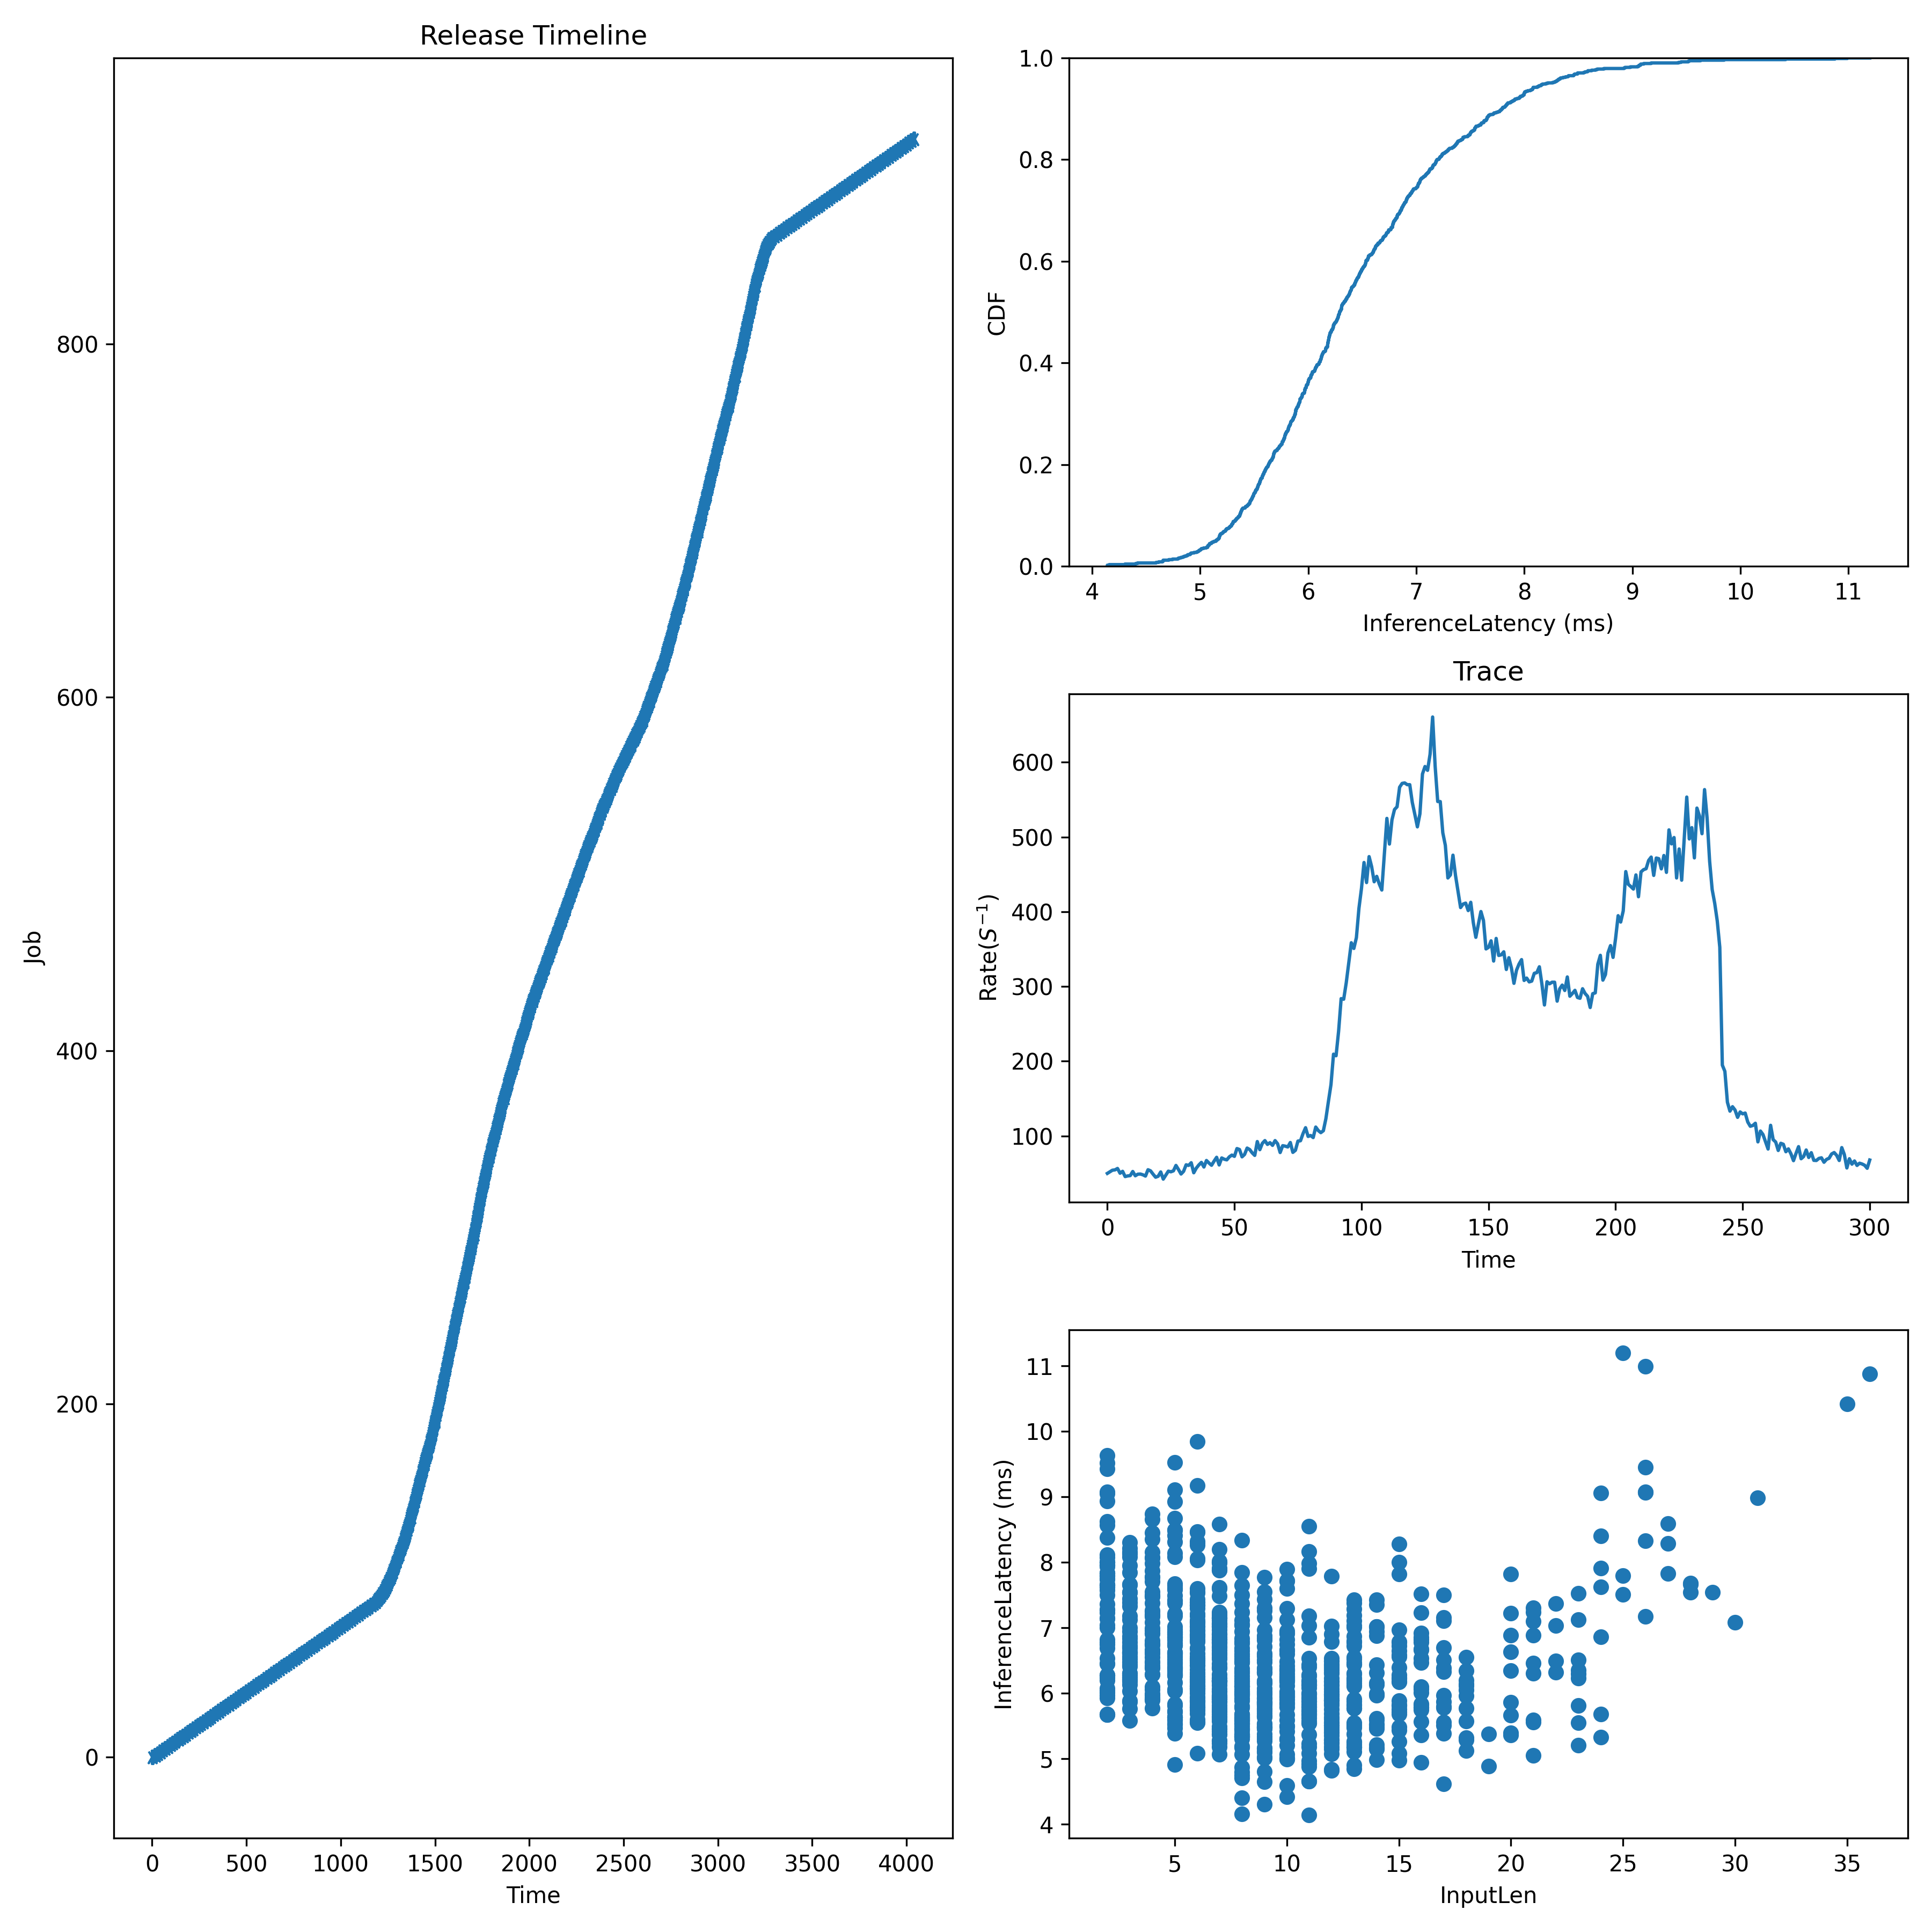 Release Timeline
Job
800
600
400
200
0
0 500 1000 1500 2000 2500 3000 3500 4000
Time
CDF
1.0
0.8
0.6
0.4
0.2
0.0
4 5 6 7 8 9 10 11
InferenceLatency (ms)
Trace
Rate(S⁻¹)
600
500
400
300
200
100
0 50 100 150 200 250 300
Time
InferenceLatency (ms)
11
10
9
8
7
6
5
4
5 10 15 20 25 30 35
InputLen